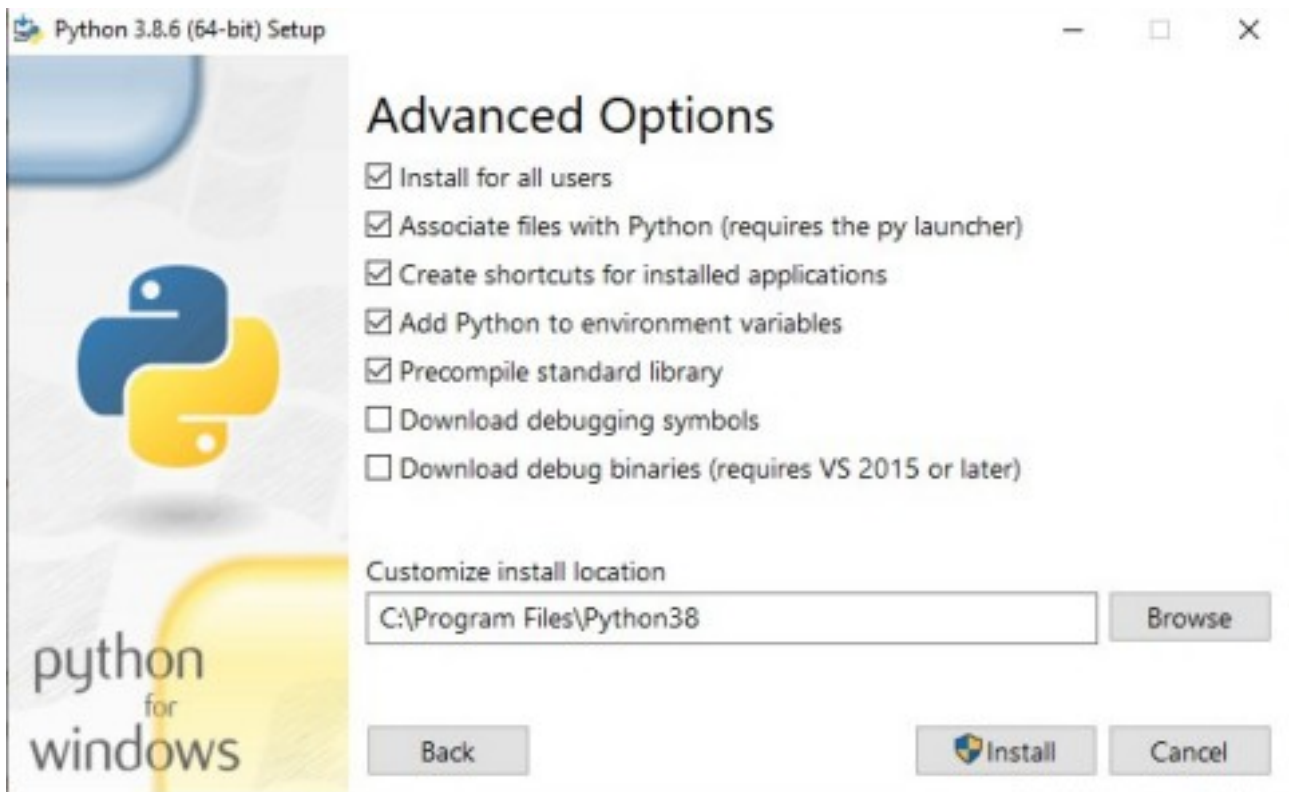 Python 3.8.6 (64-bit) Setup
Advanced Options
Install for all users
Associate files with Python (requires the py launcher)
Create shortcuts for installed applications
Add Python to environment variables
Precompile standard library
Download debugging symbols
Download debug binaries (requires VS 2015 or later)
Customize install location
C:\Program Files\Python38
Browse
python
for
windows
Back
Install
Cancel